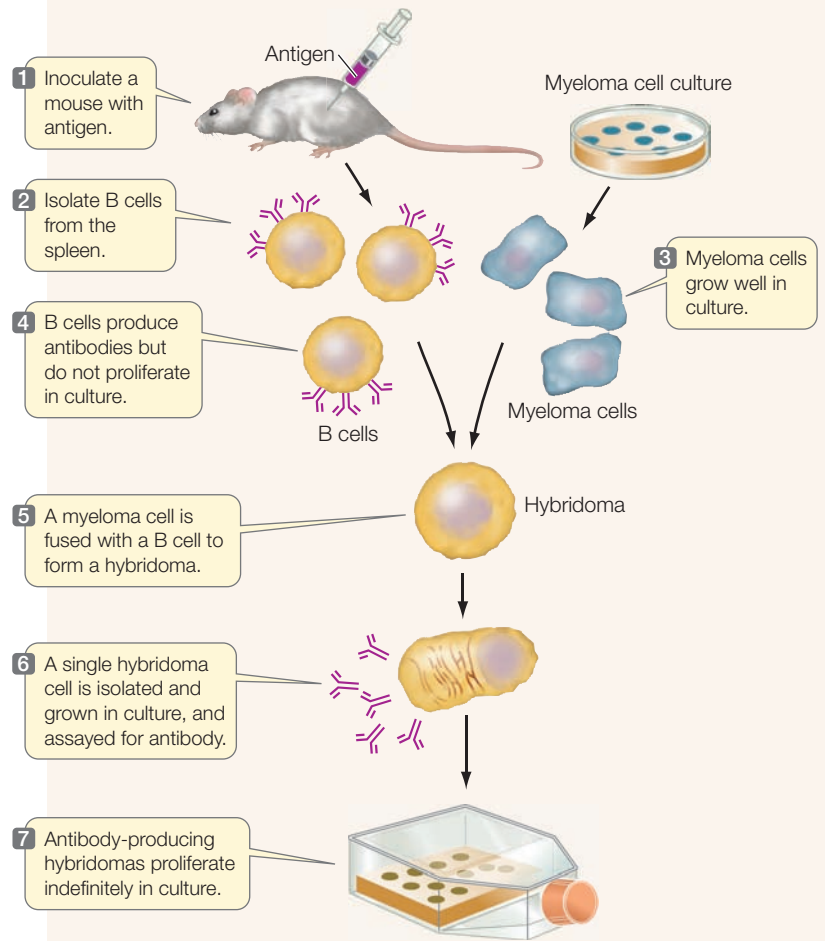 Antigen
Myeloma cell culture
1 Inoculate a
mouse with
antigen.
2 Isolate B cells
from the
spleen.
3 Myeloma cells
grow well in
culture.
4 B cells produce
antibodies but
do not proliferate
in culture.
B cells
Myeloma cells
5 A myeloma cell is
fused with a B cell to
form a hybridoma.
Hybridoma
6 A single hybridoma
cell is isolated and
grown in culture, and
assayed for antibody.
7 Antibody-producing
hybridomas proliferate
indefinitely in culture.